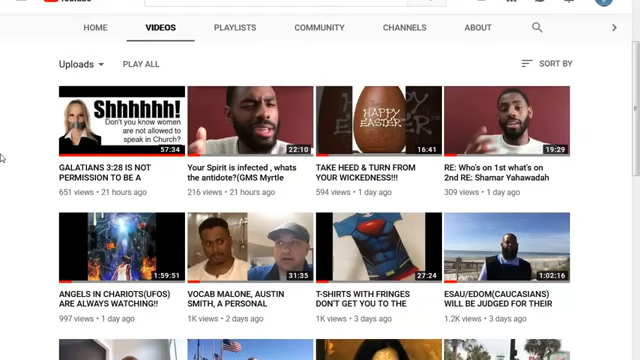 HOME VIDEOS PLAYLISTS COMMUNITY CHANNELS ABOUT
Uploads PLAY ALL SORT BY
Shhhhhh!
Don't you know women
are not allowed to
speak in Church?
57:34
22:10
HAPPY
EASTER
16:41
19:29
GALATIANS 3:28 IS NOT
PERMISSION TO BE A
651 views • 21 hours ago
Your Spirit is infected , whats
the antidote?(GMS Myrtle
216 views • 21 hours ago
TAKE HEED & TURN FROM
YOUR WICKEDNESS!!!
594 views • 1 day ago
RE: Who's on 1st what's on
2nd RE: Shamar Yahawadah
309 views • 1 day ago
1:59:51
31:35
27:24
1:02:16
ANGELS IN CHARIOTS(UFOS)
ARE ALWAYS WATCHING!!
997 views • 1 day ago
VOCAB MALONE, AUSTIN
SMITH, A PERSONAL
1K views • 2 days ago
T-SHIRTS WITH FRINGES
DON'T GET YOU TO THE
1K views • 3 days ago
ESAU/EDOM(CAUCASIANS)
WILL BE JUDGED FOR THEIR
1.2K views • 3 days ago